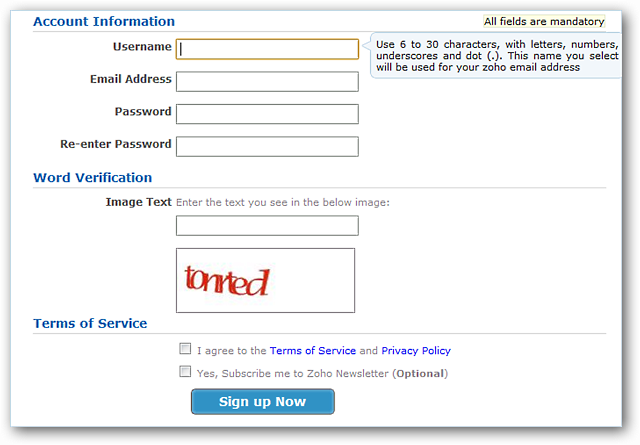 Account Information
All fields are mandatory
Username
Use 6 to 30 characters, with letters, numbers,
underscores and dot (.). This name you select
will be used for your zoho email address
Email Address
Password
Re-enter Password
Word Verification
Image Text Enter the text you see in the below image:
Terms of Service
I agree to the Terms of Service and Privacy Policy
Yes, Subscribe me to Zoho Newsletter (Optional)
Sign up Now